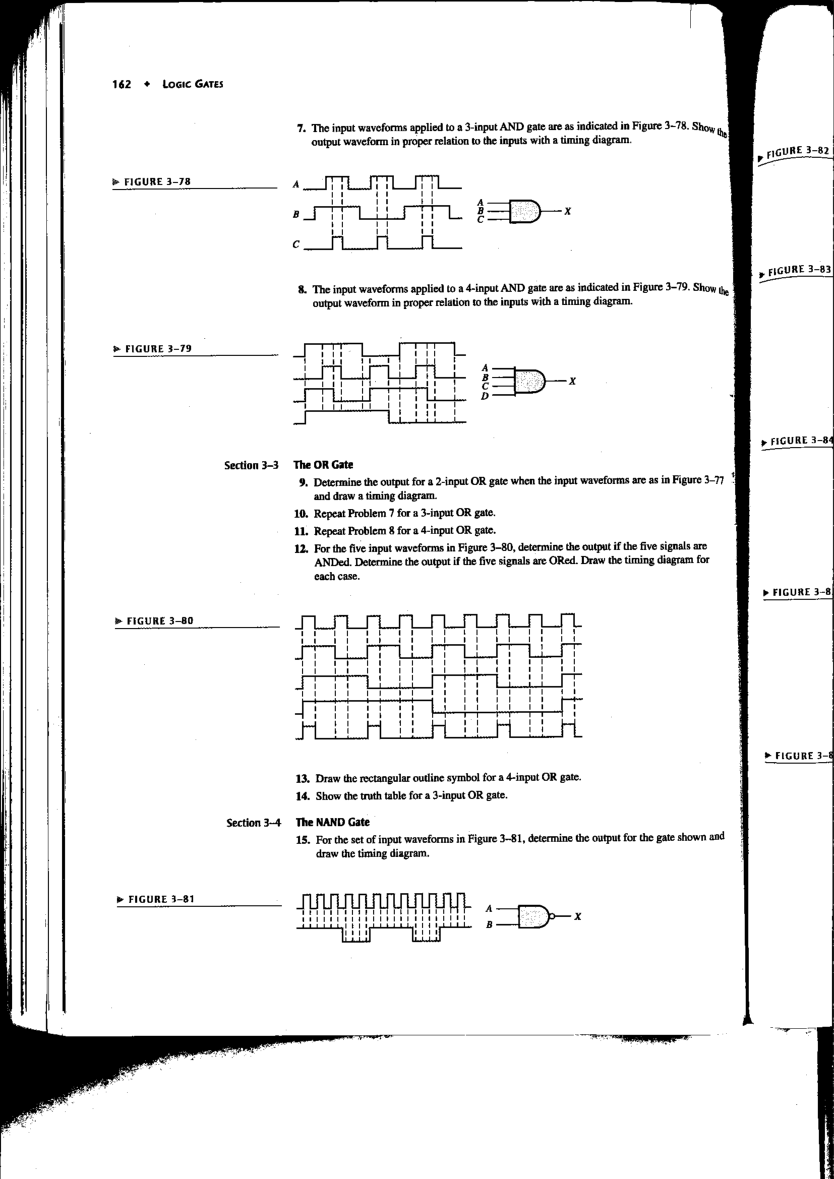 162 ✦ LOGIC GATES
7. The input waveforms applied to a 3-input AND gate are as indicated in Figure 3–78. Show the
output waveform in proper relation to the inputs with a timing diagram.
▶ FIGURE 3–82
▶ FIGURE 3–78
A
B
C
A
B
C
X
▶ FIGURE 3–83
8. The input waveforms applied to a 4-input AND gate are as indicated in Figure 3–79. Show the
output waveform in proper relation to the inputs with a timing diagram.
▶ FIGURE 3–79
A
B
C
D
X
▶ FIGURE 3–84
Section 3–3 The OR Gate
9. Determine the output for a 2-input OR gate when the input waveforms are as in Figure 3–77
and draw a timing diagram.
10. Repeat Problem 7 for a 3-input OR gate.
11. Repeat Problem 8 for a 4-input OR gate.
12. For the five input waveforms in Figure 3–80, determine the output if the five signals are
ANDed. Determine the output if the five signals are ORed. Draw the timing diagram for
each case.
▶ FIGURE 3–8
▶ FIGURE 3–80
▶ FIGURE 3–8
13. Draw the rectangular outline symbol for a 4-input OR gate.
14. Show the truth table for a 3-input OR gate.
Section 3–4 The NAND Gate
15. For the set of input waveforms in Figure 3–81, determine the output for the gate shown and
draw the timing diagram.
▶ FIGURE 3–81
A
B
X